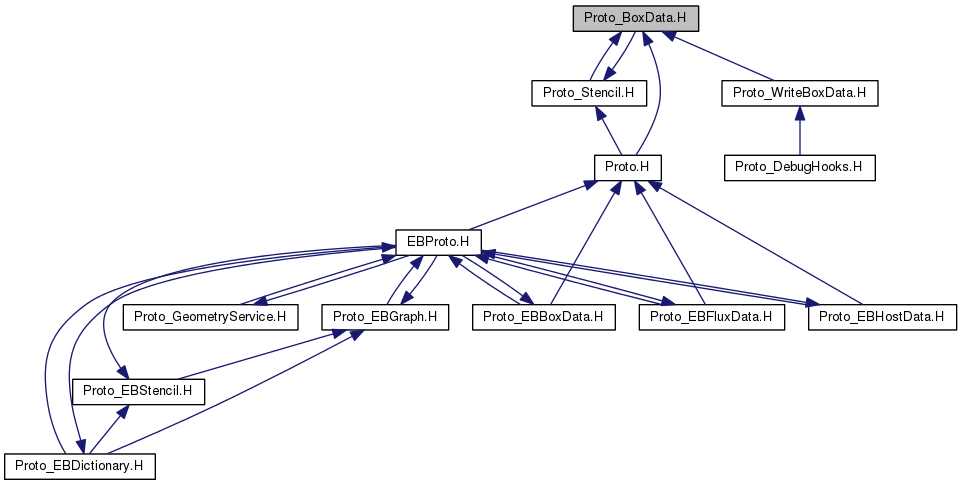 Proto_BoxData.H
Proto_Stencil.H
Proto_WriteBoxData.H
Proto.H
Proto_DebugHooks.H
EBProto.H
Proto_GeometryService.H
Proto_EBGraph.H
Proto_EBBoxData.H
Proto_EBFluxData.H
Proto_EBHostData.H
Proto_EBStencil.H
Proto_EBDictionary.H